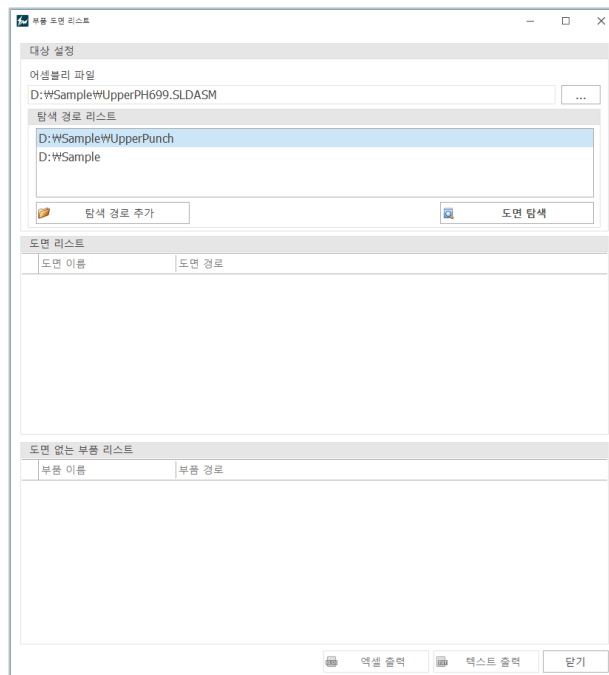 부품 도면 리스트
대상 설정
어셈블리 파일
D:₩Sample₩UpperPH699.SLDASM
...
탐색 경로 리스트
D:₩Sample₩UpperPunch
D:₩Sample
탐색 경로 추가
도면 탐색
도면 리스트
도면 이름 도면 경로
도면 없는 부품 리스트
부품 이름 부품 경로
엑셀 출력 텍스트 출력 닫기